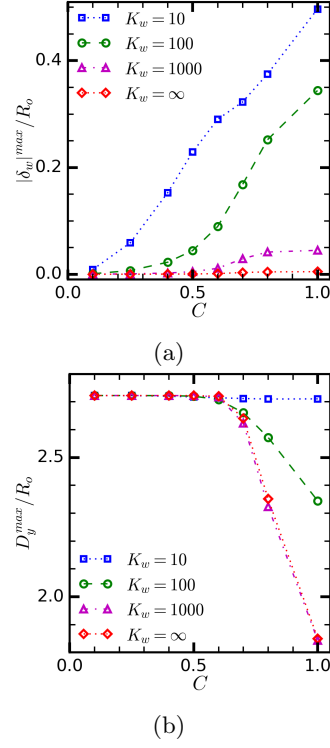 0.4
0.2
0.0
|δ_w|^{max}/R_o
K_w = 10
K_w = 100
K_w = 1000
K_w = ∞
0.0 0.5 1.0
C
(a)
2.5
2.0
D_y^{max}/R_o
K_w = 10
K_w = 100
K_w = 1000
K_w = ∞
0.0 0.5 1.0
C
(b)